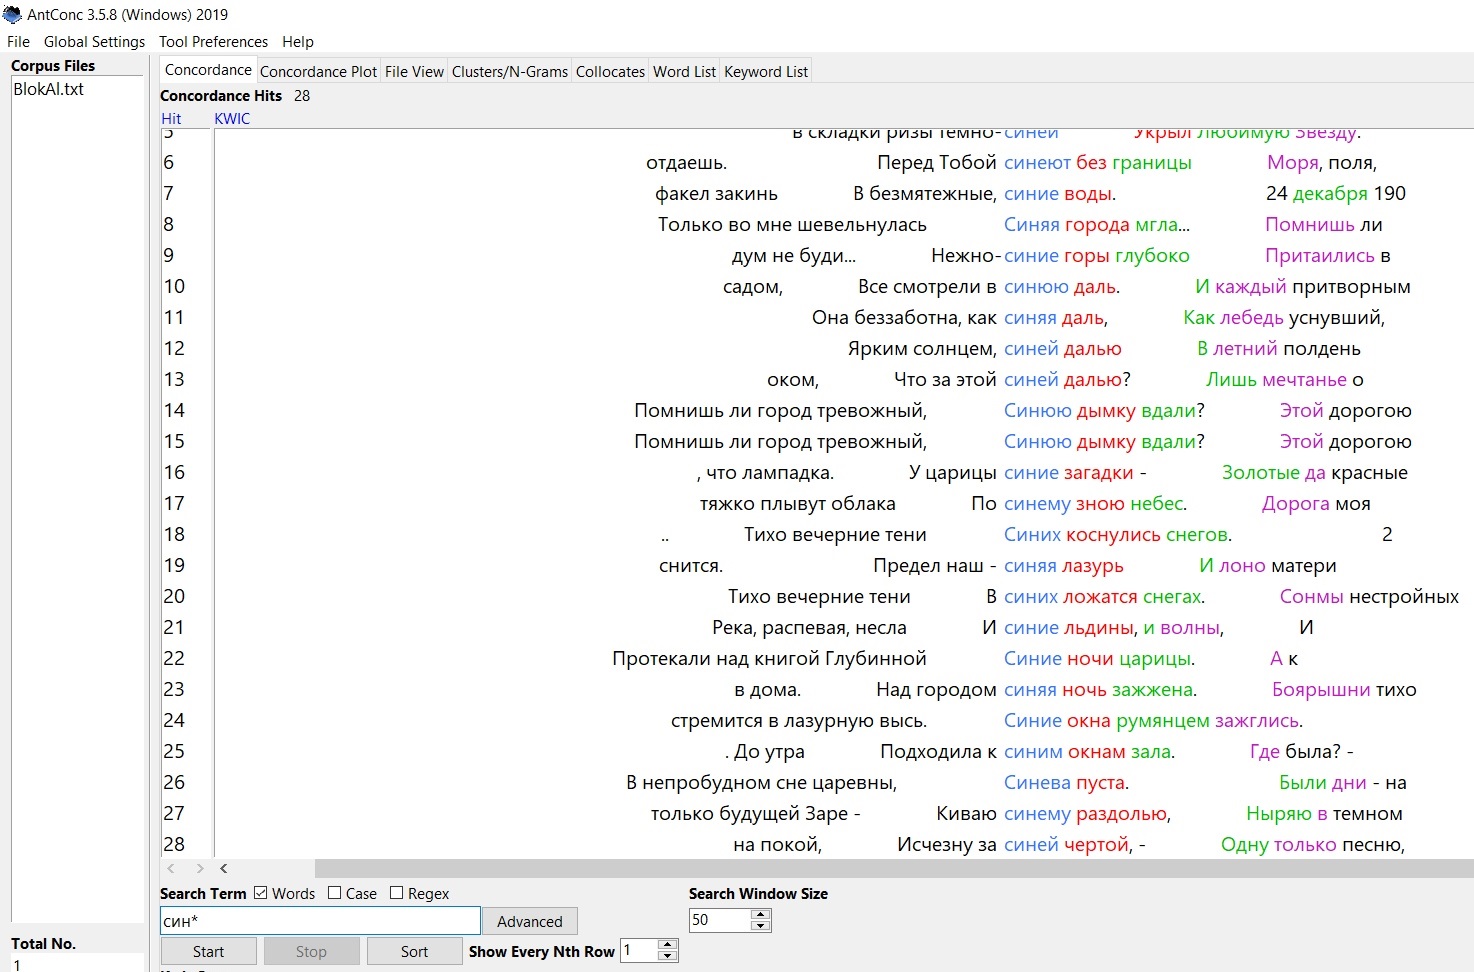 AntConc 3.5.8 (Windows) 2019
File Global Settings Tool Preferences Help
Corpus Files
BlokAl.txt
Concordance Concordance Plot File View Clusters/N-Grams Collocates Word List Keyword List
Concordance Hits 28
Hit KWIC
5 в складки ризы темно-синей Укрыл любимую Звезду.
6 отдаешь. Перед Тобой синеют без границы Моря, поля,
7 факел закинь В безмятежные, синие воды. 24 декабря 190
8 Только во мне шевельнулась Синяя города мгла... Помнишь ли
9 дум не буди... Нежно-синие горы глубоко Притаились в
10 садом, Все смотрели в синюю даль. И каждый притворным
11 Она беззаботна, как синяя даль, Как лебедь уснувший,
12 Ярким солнцем, синей далью В летний полдень
13 оком, Что за этой синей далью? Лишь мечтанье о
14 Помнишь ли город тревожный, Синюю дымку вдали? Этой дорогою
15 Помнишь ли город тревожный, Синюю дымку вдали? Этой дорогою
16 , что лампадка. У царицы синие загадки - Золотые да красные
17 тяжко плывут облака По синему зною небес. Дорога моя
18 .. Тихо вечерние тени Синих коснулись снегов. 2
19 снится. Предел наш - синяя лазурь И лоно матери
20 Тихо вечерние тени В синих ложатся снегах. Сонмы нестройных
21 Река, распевая, несла И синие льдины, и волны, И
22 Протекали над книгой Глубинной Синие ночи царицы. А к
23 в дома. Над городом синяя ночь зажжена. Боярышни тихо
24 стремится в лазурную высь. Синие окна румянцем зажглись.
25 . До утра Подходила к синим окнам зала. Где была? -
26 В непробудном сне царевны, Синева пуста. Были дни - на
27 только будущей Заре - Киваю синему раздолью, Ныряю в темном
28 на покой, Исчезну за синей чертой, - Одну только песню,
Search Term Words Case Regex Search Window Size
син* Advanced 50
Start Stop Sort Show Every Nth Row 1
Total No.
1